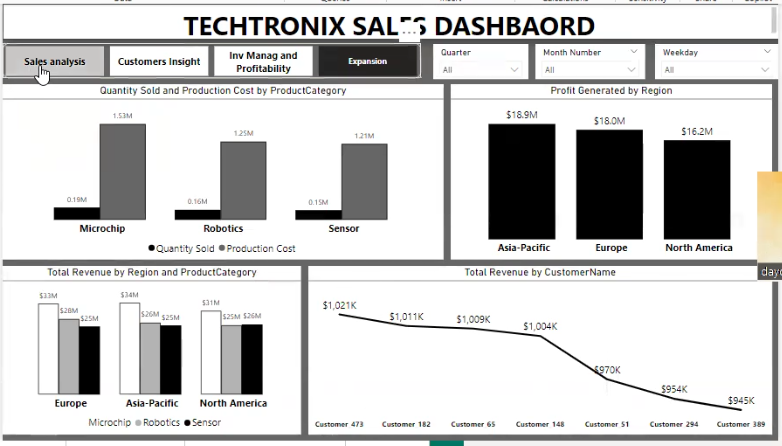 TECHTRONIX SALES DASHBAORD
Sales analysis
Customers Insight
Inv Manag and
Profitability
Expansion
Quarter
All
Month Number
All
Weekday
All
Quantity Sold and Production Cost by ProductCategory
1.53M
1.25M
1.21M
0.19M
0.16M
0.15M
Microchip Robotics Sensor
Quantity Sold Production Cost
Profit Generated by Region
$18.9M
$18.0M
$16.2M
Asia-Pacific Europe North America
Total Revenue by Region and ProductCategory
$33M
$28M
$25M
$34M
$26M
$25M
$31M
$25M
$26M
Europe Asia-Pacific North America
Microchip Robotics Sensor
Total Revenue by CustomerName
$1,021K
$1,011K
$1,009K
$1,004K
$970K
$954K
$945K
Customer 473 Customer 182 Customer 65 Customer 148 Customer 51 Customer 294 Customer 389